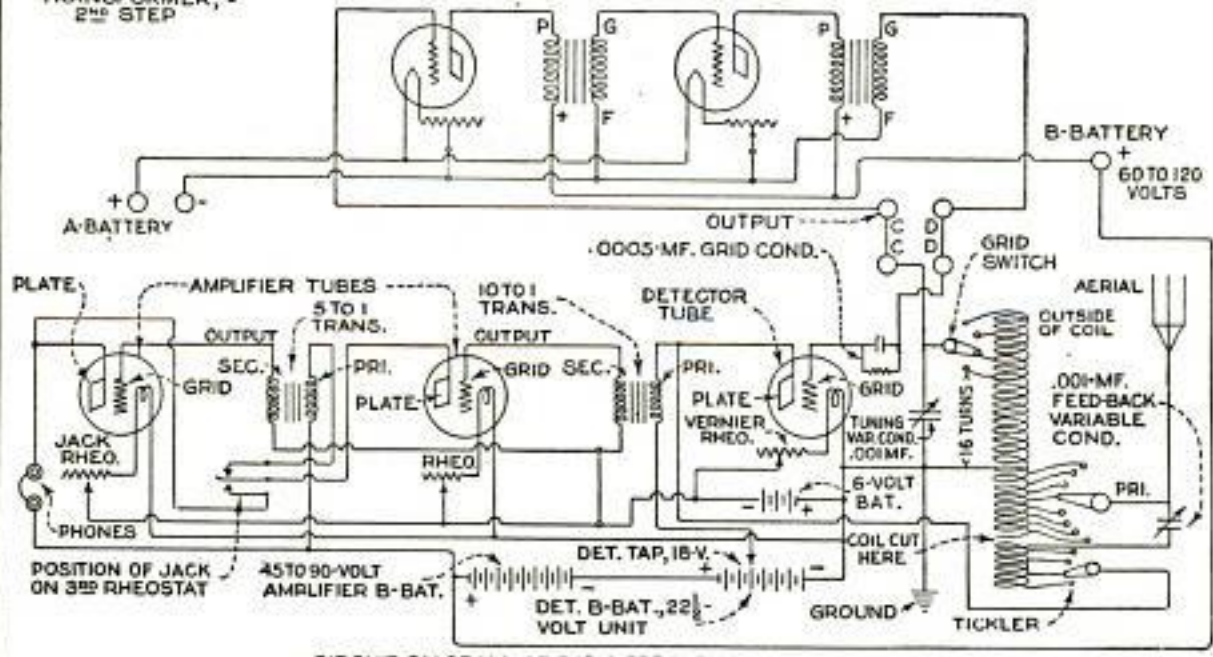 2ND STEP
P G
P G
+ F
+ F
B-BATTERY
+
60 TO 120
VOLTS
+ -
A-BATTERY
OUTPUT
C D
C D
.0005-MF. GRID COND.
GRID
SWITCH
PLATE
AMPLIFIER TUBES
5 TO 1
TRANS.
10 TO 1
TRANS.
DETECTOR
TUBE
AERIAL
OUTSIDE
OF COIL
OUTPUT
SEC.
PRI.
OUTPUT
GRID
SEC.
PRI.
GRID
PLATE
PLATE
GRID
16 TURNS
.001-MF.
FEED-BACK
VARIABLE
COND.
VERNIER
RHEO.
TUNING
VAR. COND.
.001 MF.
JACK
RHEO.
RHEO.
6-VOLT
BAT.
- +
PRI.
PHONES
COIL CUT
HERE
POSITION OF JACK
ON 3RD RHEOSTAT
45 TO 90-VOLT
AMPLIFIER B-BAT.
+ -
DET. TAP, 18-V.
+ -
DET. B-BAT., 22½-
VOLT UNIT
GROUND
TICKLER